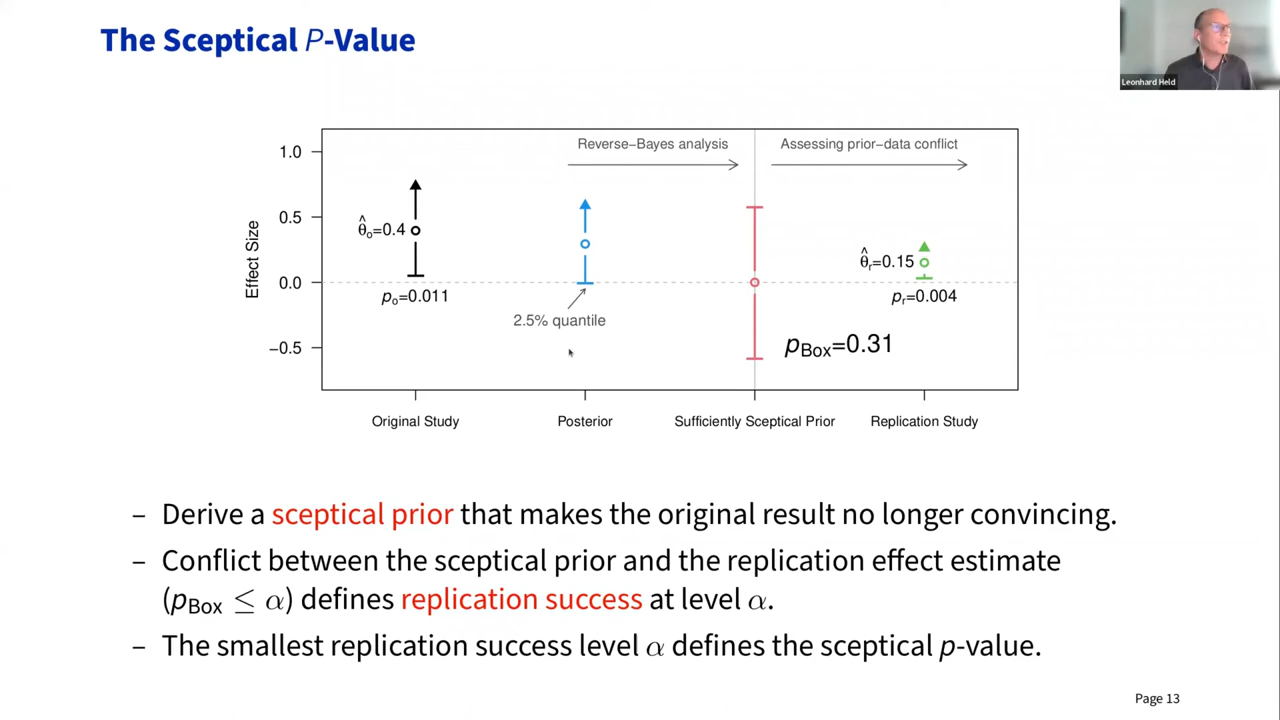 The Sceptical P-Value
Leonhard Held
Reverse−Bayes analysis
Assessing prior−data conflict
Effect Size
1.0
0.5
0.0
−0.5
θ̂o=0.4
po=0.011
2.5% quantile
pBox=0.31
θ̂r=0.15
pr=0.004
Original Study
Posterior
Sufficiently Sceptical Prior
Replication Study
– Derive a sceptical prior that makes the original result no longer convincing.
– Conflict between the sceptical prior and the replication effect estimate
(pBox ≤ α) defines replication success at level α.
– The smallest replication success level α defines the sceptical p-value.
Page 13